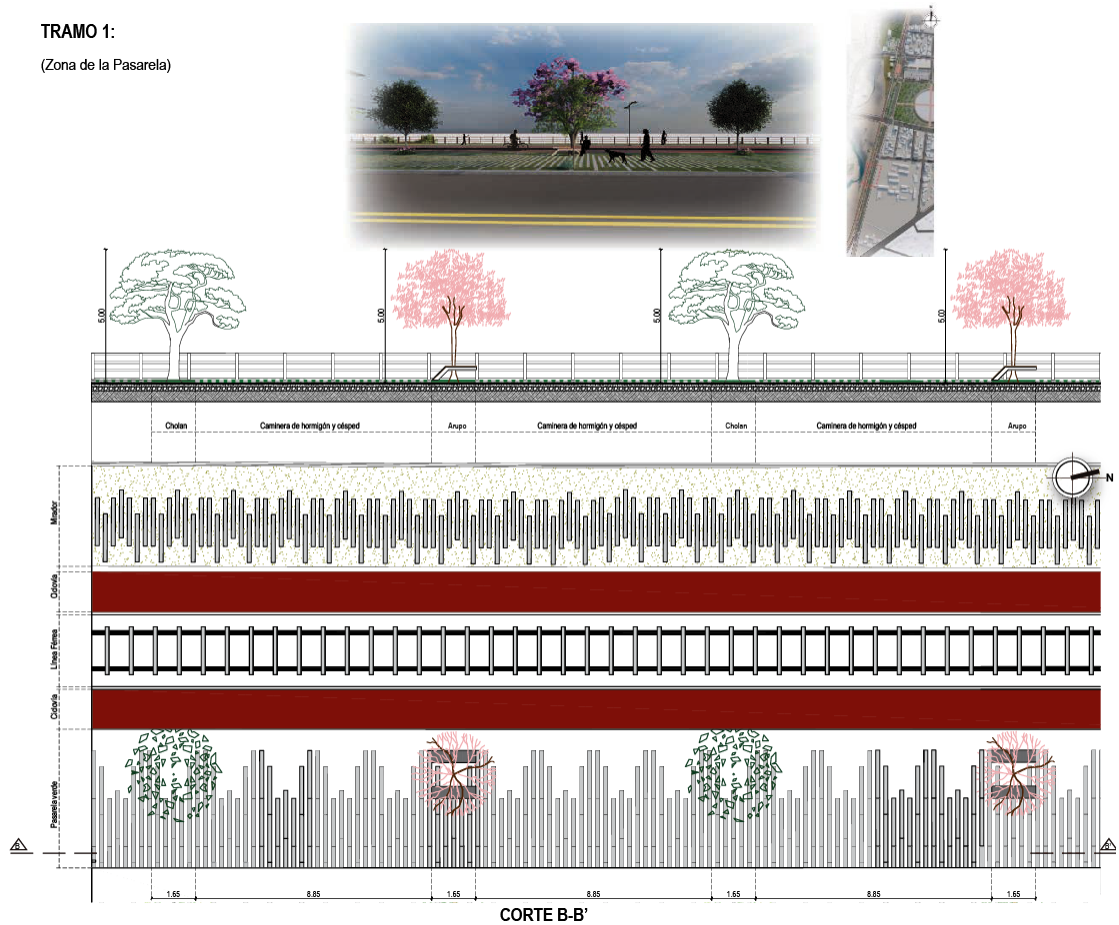 TRAMO 1:
(Zona de la Pasarela)
5.00
5.00
5.00
5.00
Cholan
Caminera de hormigón y césped
Arupo
Caminera de hormigón y césped
Cholan
Caminera de hormigón y césped
Arupo
N
Mirador
Ciclovía
Línea Férrea
Ciclovía
Pasarela verde
B
B'
1.65
8.85
1.65
8.85
1.65
8.85
1.65
CORTE B-B'